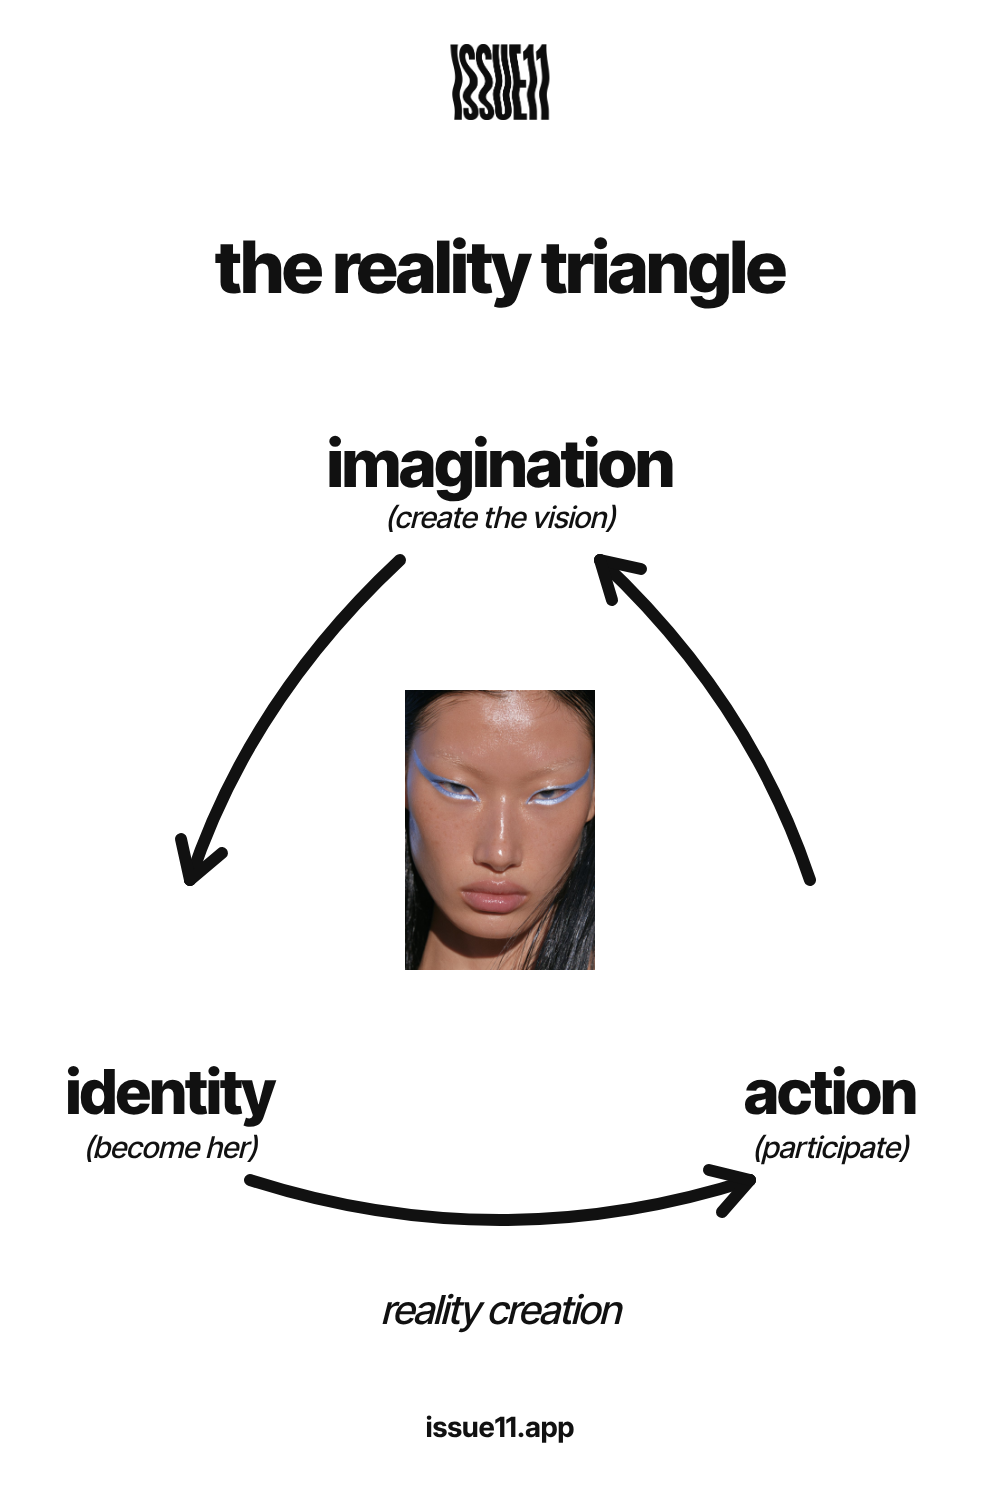 ISSUE11
the reality triangle
imagination
(create the vision)
identity
(become her)
action
(participate)
reality creation
issue11.app